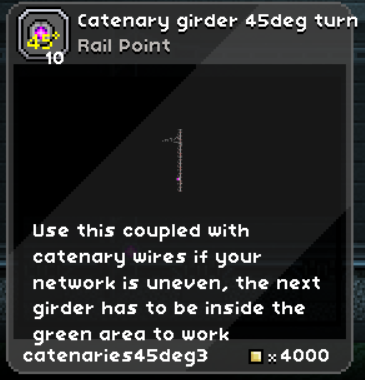 Catenary girder 45deg turn
Rail Point
45+
10
Use this coupled with
catenary wires if your
network is uneven, the next
girder has to be inside the
green area to work
catenaries45deg3
x4000